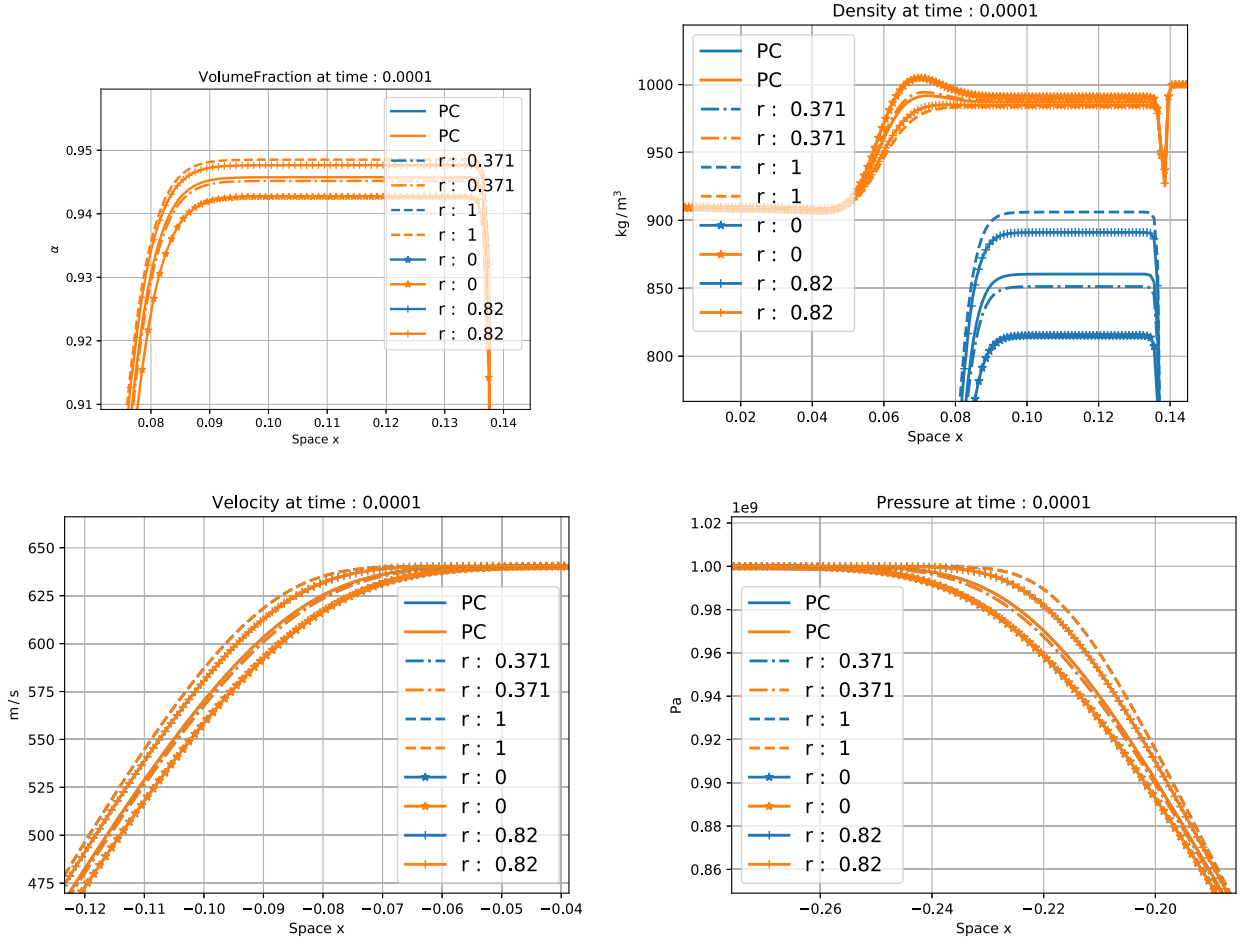 VolumeFraction at time : 0.0001
α
0.95
0.94
0.93
0.92
0.91
PC
PC
r : 0.371
r : 0.371
r : 1
r : 1
r : 0
r : 0
r : 0.82
r : 0.82
0.08 0.09 0.10 0.11 0.12 0.13 0.14
Space x
Density at time : 0.0001
kg/m³
1000
950
900
850
800
PC
PC
r : 0.371
r : 0.371
r : 1
r : 1
r : 0
r : 0
r : 0.82
r : 0.82
0.02 0.04 0.06 0.08 0.10 0.12 0.14
Space x
Velocity at time : 0.0001
m/s
650
625
600
575
550
525
500
475
PC
PC
r : 0.371
r : 0.371
r : 1
r : 1
r : 0
r : 0
r : 0.82
r : 0.82
−0.12 −0.11 −0.10 −0.09 −0.08 −0.07 −0.06 −0.05 −0.04
Space x
Pressure at time : 0.0001
1e9
Pa
1.02
1.00
0.98
0.96
0.94
0.92
0.90
0.88
0.86
PC
PC
r : 0.371
r : 0.371
r : 1
r : 1
r : 0
r : 0
r : 0.82
r : 0.82
−0.26 −0.24 −0.22 −0.20
Space x